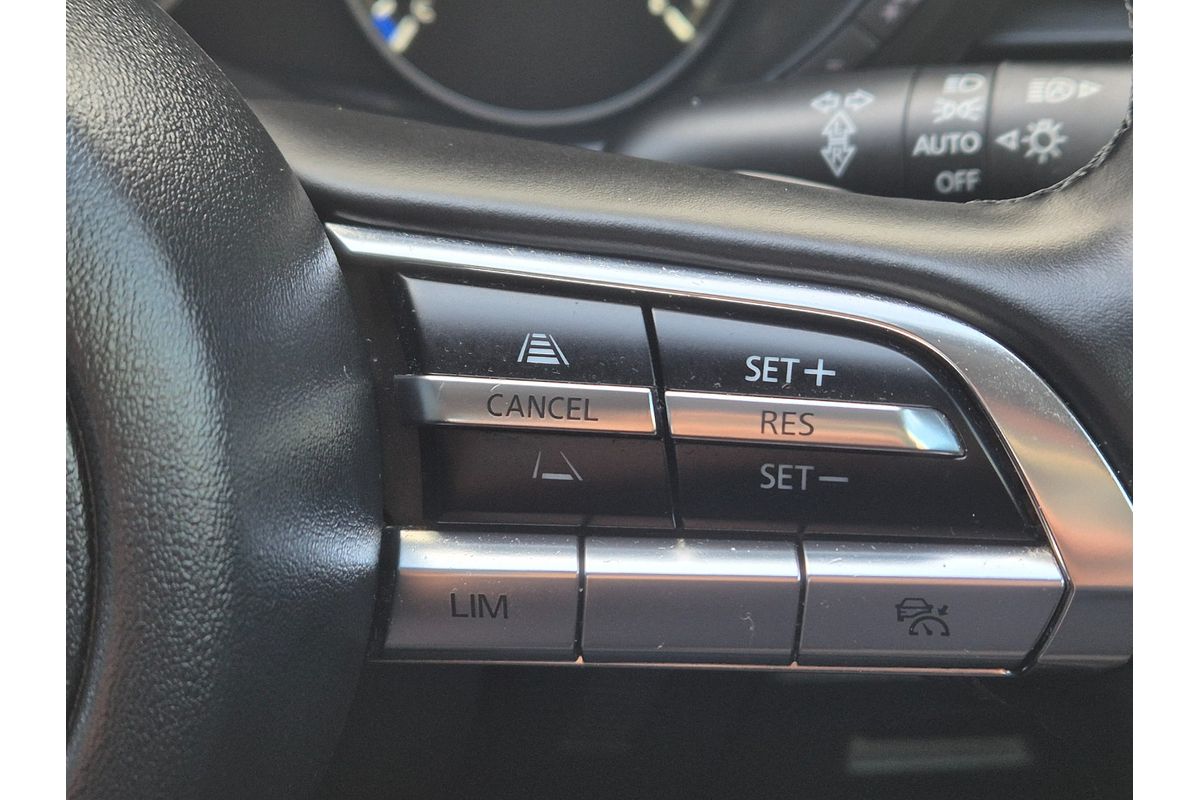 L
R
AUTO
OFF
SET+
CANCEL
RES
SET−
LIM